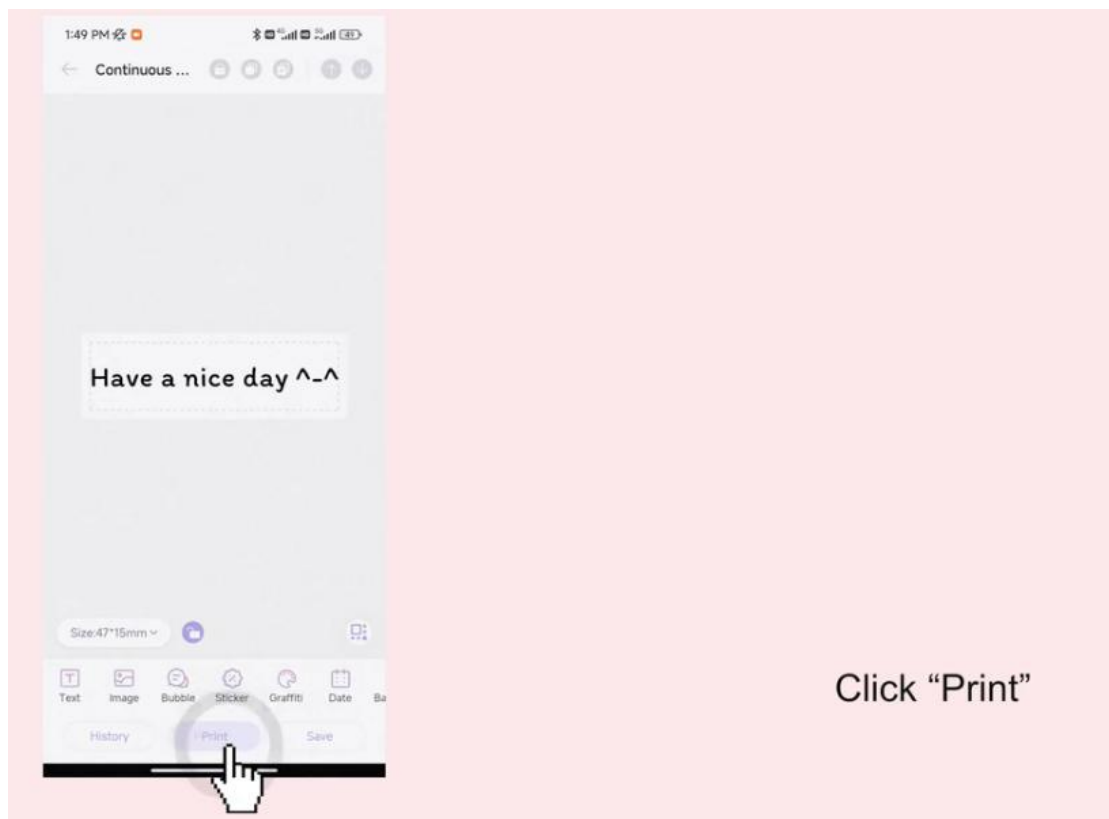 1:49 PM
Continuous ...
Have a nice day ^-^
Size:47*15mm
Text Image Bubble Sticker Graffiti Date Ba
History Print Save
Click “Print”